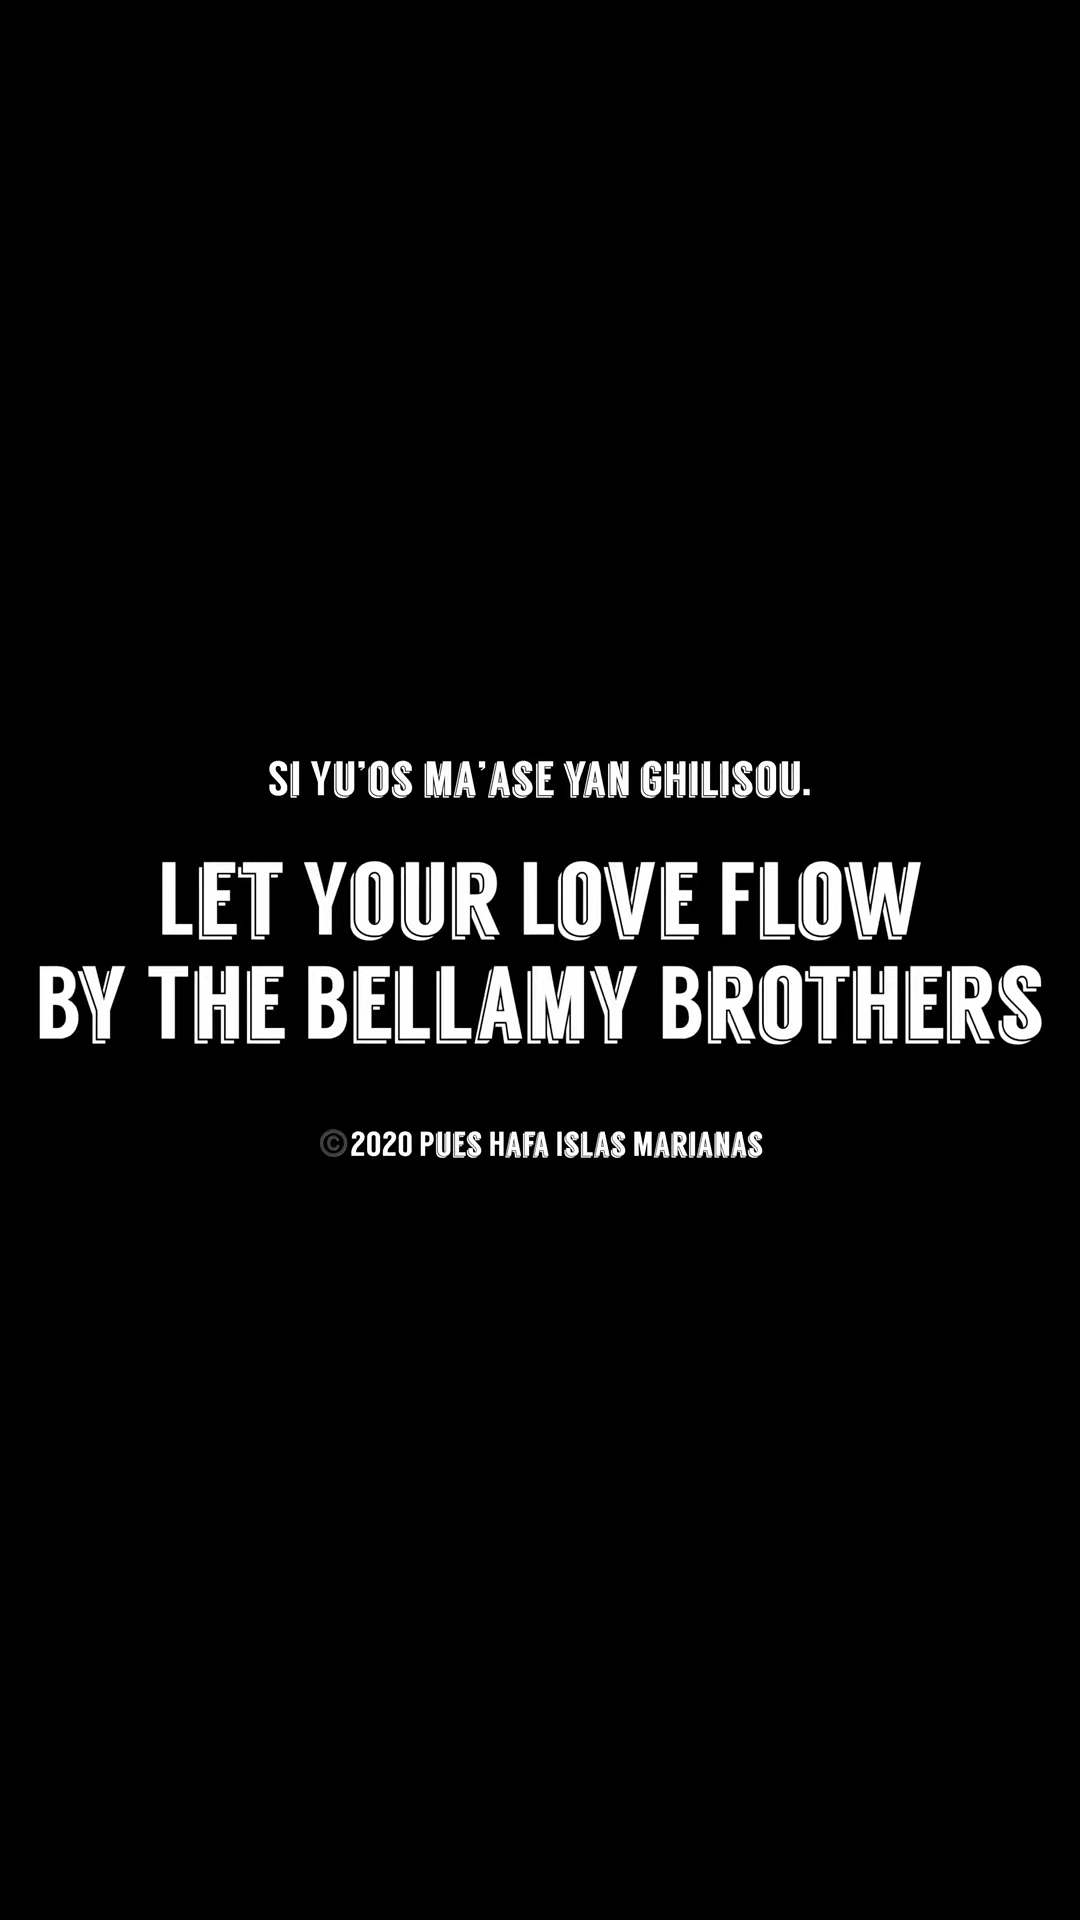 SI YU'OS MA'ASE YAN GHILISOU.
LET YOUR LOVE FLOW
BY THE BELLAMY BROTHERS
©2020 PUES HAFA ISLAS MARIANAS